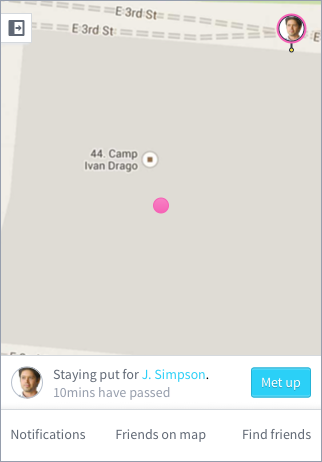 E 3rd St
E 3rd St
E
44. Camp
Ivan Drago
Staying put for J. Simpson.
10mins have passed
Met up
Notifications
Friends on map
Find friends